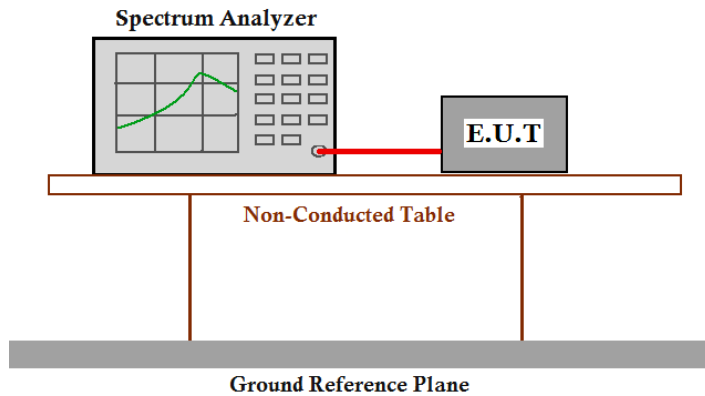 Spectrum Analyzer
E.U.T
Non-Conducted Table
Ground Reference Plane